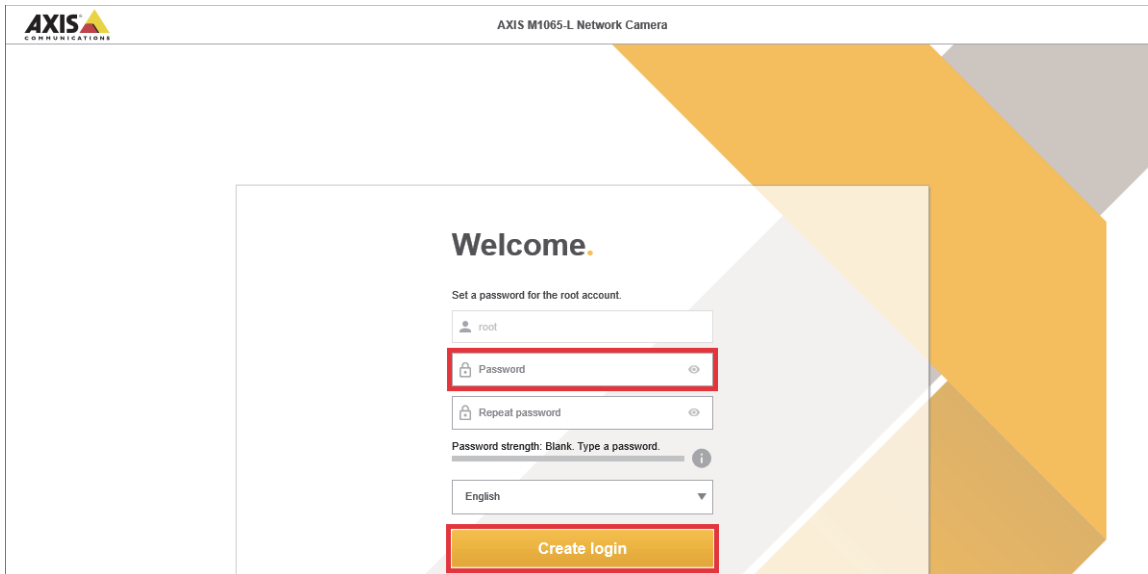 AXIS
COMMUNICATIONS
AXIS M1065-L Network Camera
Welcome.
Set a password for the root account.
root
Password
Repeat password
Password strength: Blank. Type a password.
English
Create login